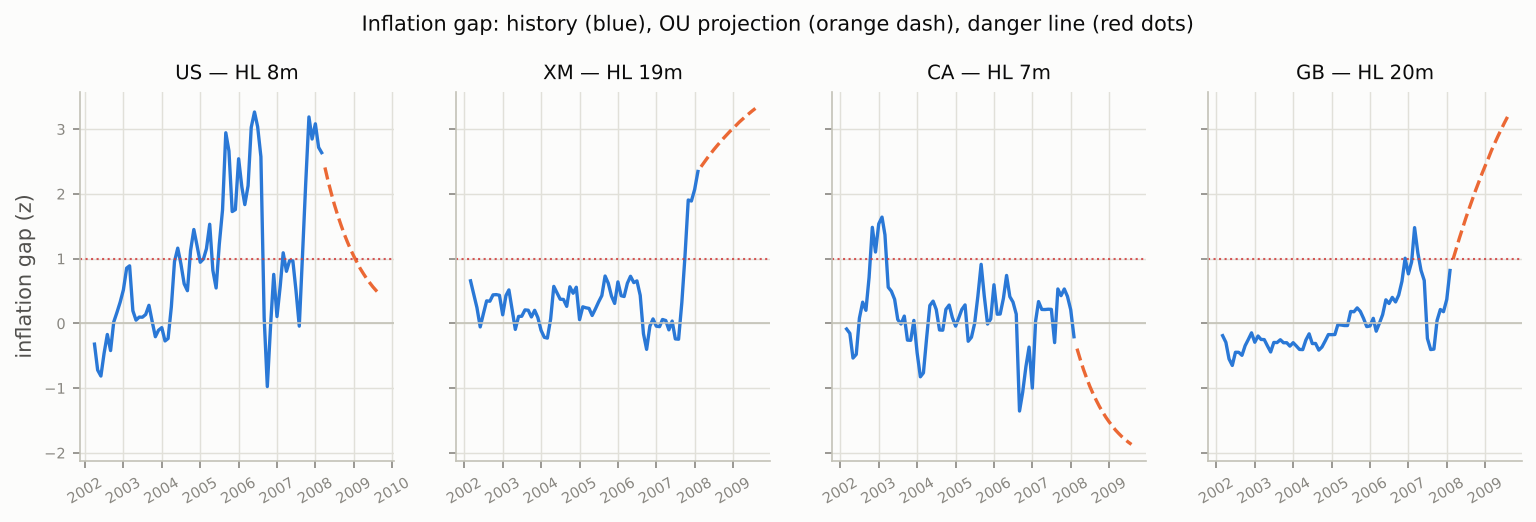 Inflation gap: history (blue), OU projection (orange dash), danger line (red dots)
US — HL 8m
XM — HL 19m
CA — HL 7m
GB — HL 20m
inflation gap (z)
3
2
1
0
−1
−2
2002 2003 2004 2005 2006 2007 2008 2009 2010
2002 2003 2004 2005 2006 2007 2008 2009
2002 2003 2004 2005 2006 2007 2008 2009
2002 2003 2004 2005 2006 2007 2008 2009